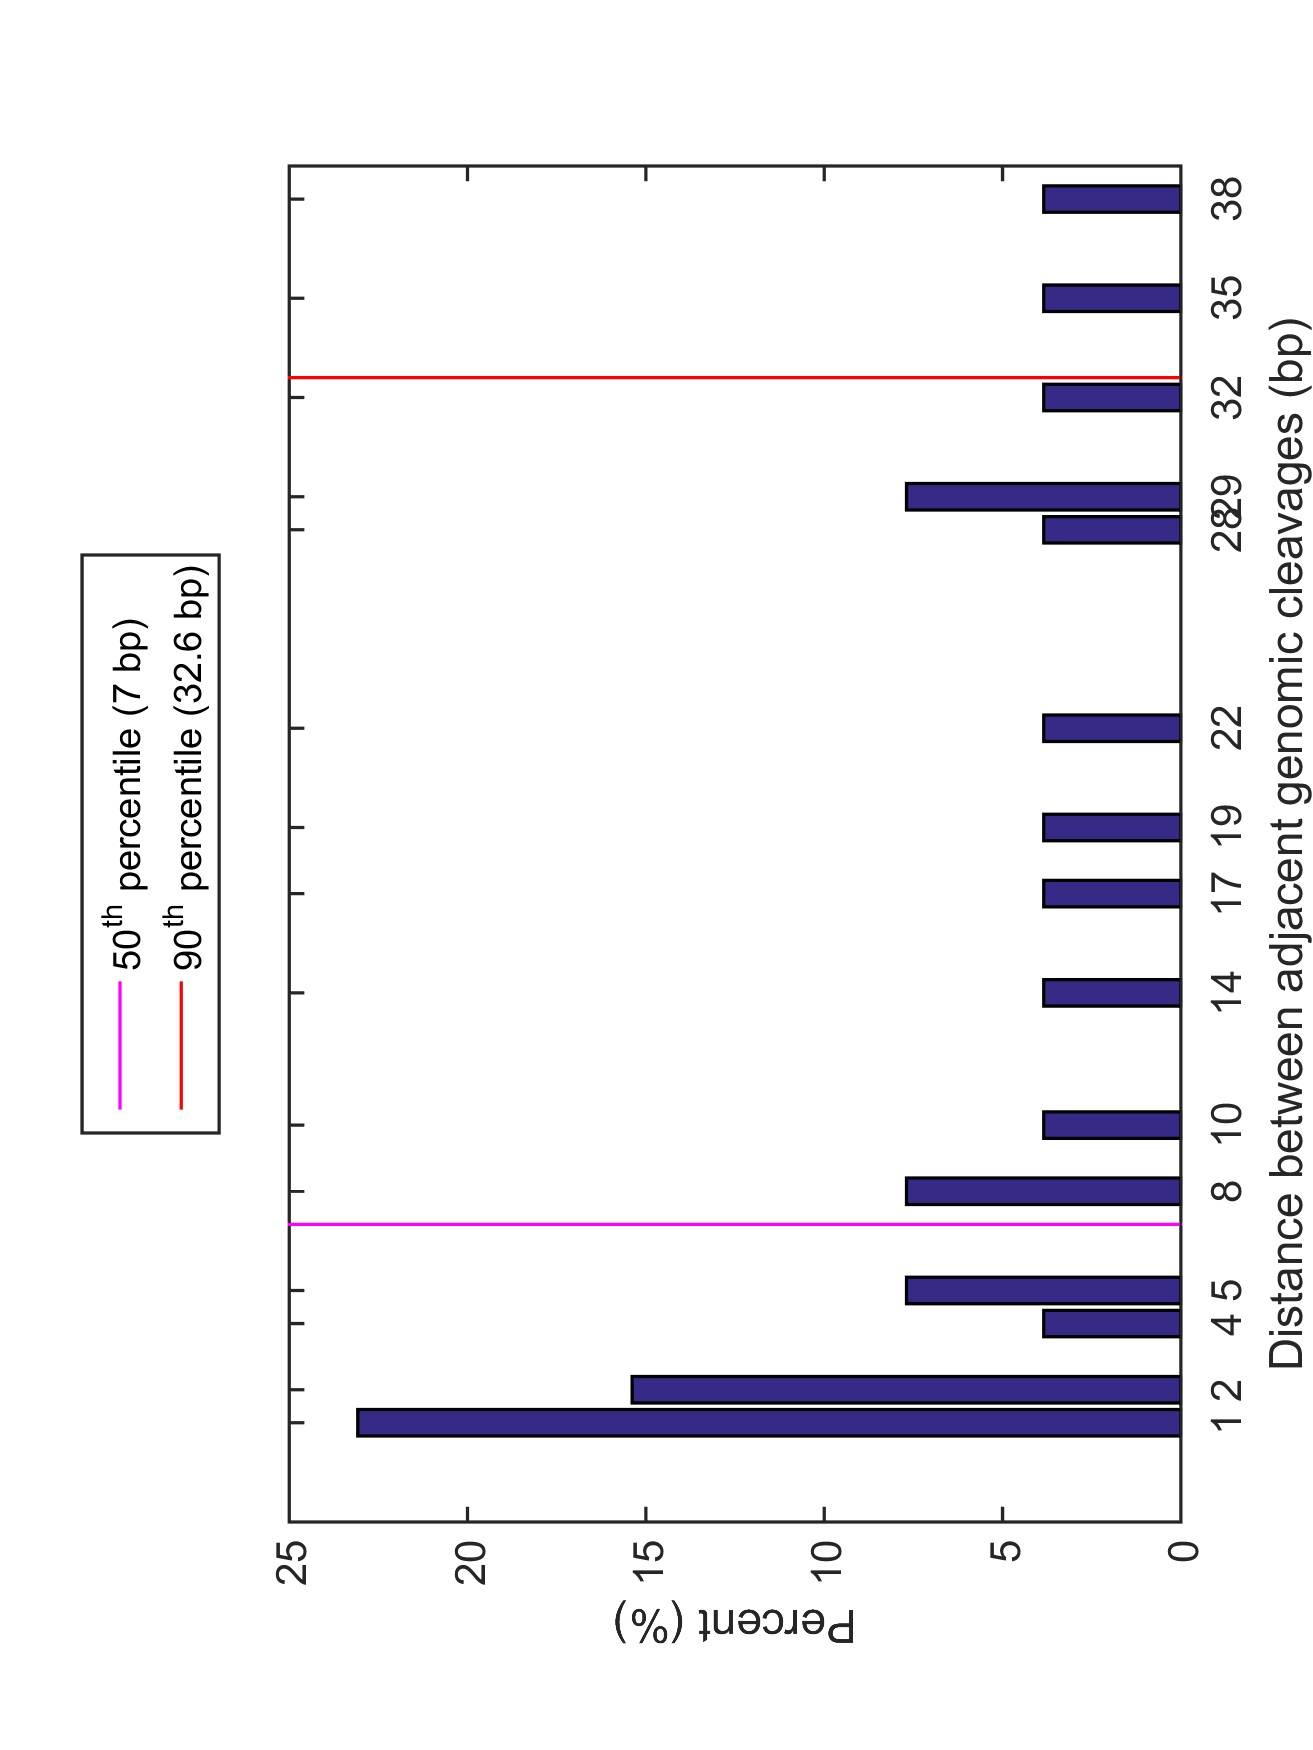 50th percentile (7 bp)
90th percentile (32.6 bp)
25
20
15
10
5
0
Percent (%)
1 2 4 5 8 10 14 17 19 22 28 29 32 35 38
Distance between adjacent genomic cleavages (bp)